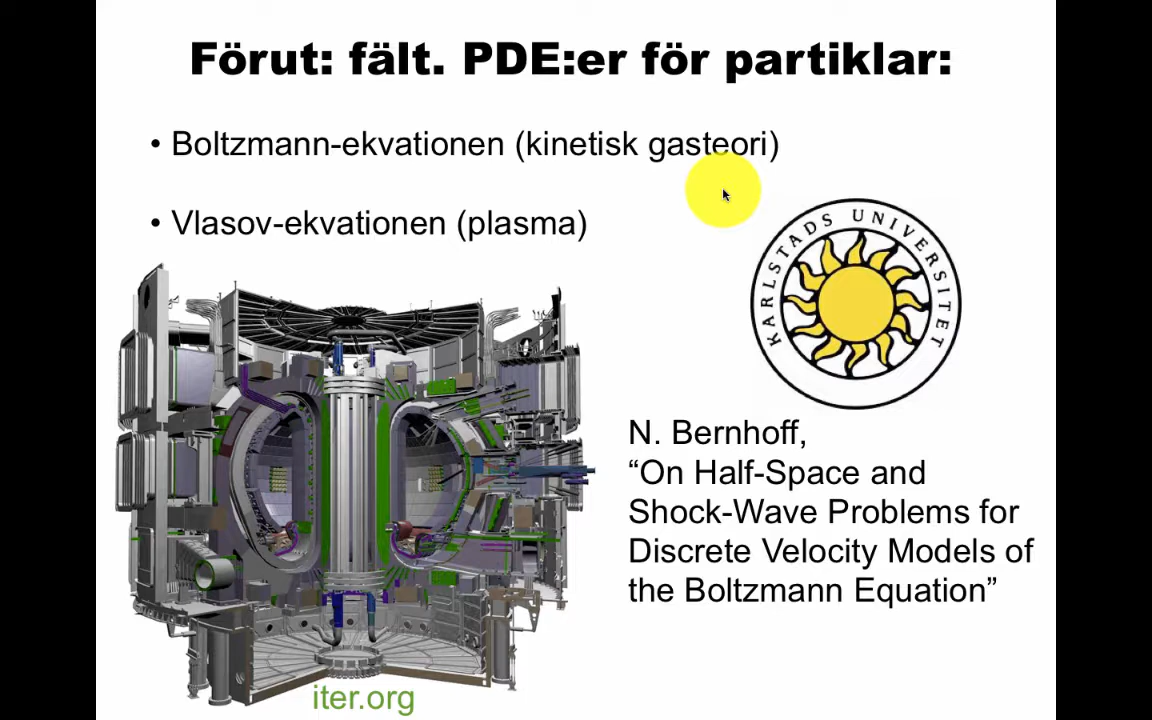 Förut: fält. PDE:er för partiklar:
• Boltzmann-ekvationen (kinetisk gasteori)
• Vlasov-ekvationen (plasma)
KARLSTADS UNIVERSITET
N. Bernhoff,
“On Half-Space and
Shock-Wave Problems for
Discrete Velocity Models of
the Boltzmann Equation”
iter.org